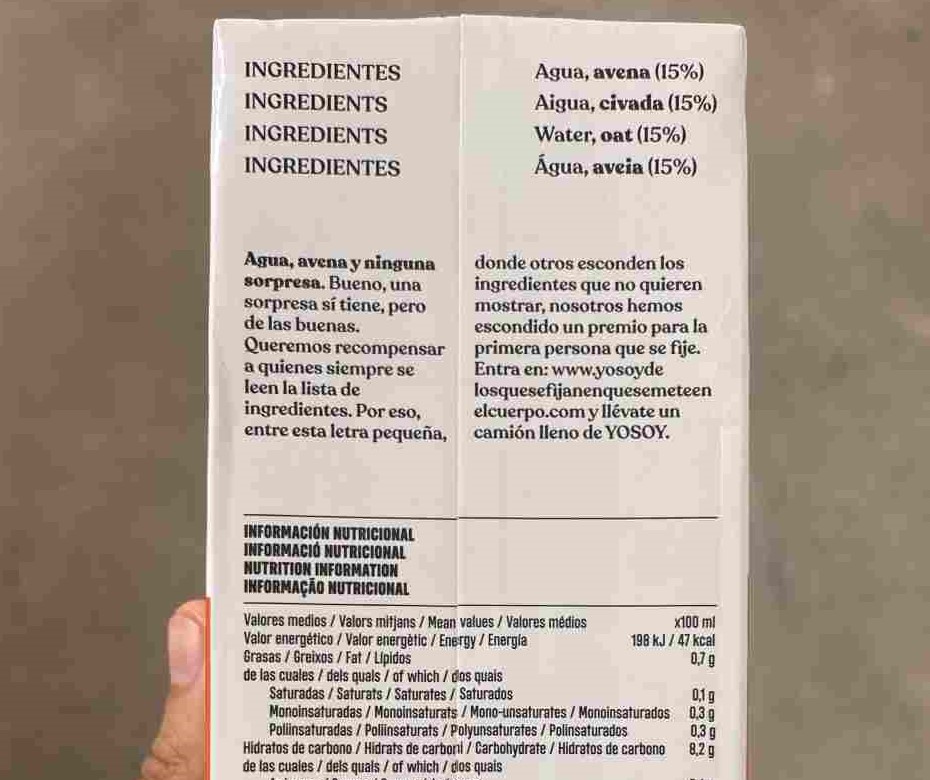 INGREDIENTES Agua, avena (15%)
INGREDIENTS Aigua, civada (15%)
INGREDIENTS Water, oat (15%)
INGREDIENTES Água, aveia (15%)
Agua, avena y ninguna
sorpresa. Bueno, una
sorpresa sí tiene, pero
de las buenas.
Queremos recompensar
a quienes siempre se
leen la lista de
ingredientes. Por eso,
entre esta letra pequeña,
donde otros esconden los
ingredientes que no quieren
mostrar, nosotros hemos
escondido un premio para la
primera persona que se fije.
Entra en: www.yosoyde
losquesefijanenquesemeteen
elcuerpo.com y llévate un
camión lleno de YOSOY.
INFORMACIÓN NUTRICIONAL
INFORMACIÓ NUTRICIONAL
NUTRITION INFORMATION
INFORMAÇÃO NUTRICIONAL
Valores medios / Valors mitjans / Mean values / Valores médios x100 ml
Valor energético / Valor energètic / Energy / Energía 198 kJ / 47 kcal
Grasas / Greixos / Fat / Lípidos 0,7 g
de las cuales / dels quals / of which / dos quais
Saturadas / Saturats / Saturates / Saturados 0,1 g
Monoinsaturadas / Monoinsaturats / Mono-unsaturates / Monoinsaturados 0,3 g
Poliinsaturadas / Poliinsaturats / Polyunsaturates / Polinsaturados 0,3 g
Hidratos de carbono / Hidrats de carboni / Carbohydrate / Hidratos de carbono 8,2 g
de las cuales / dels quals / of which / dos quais